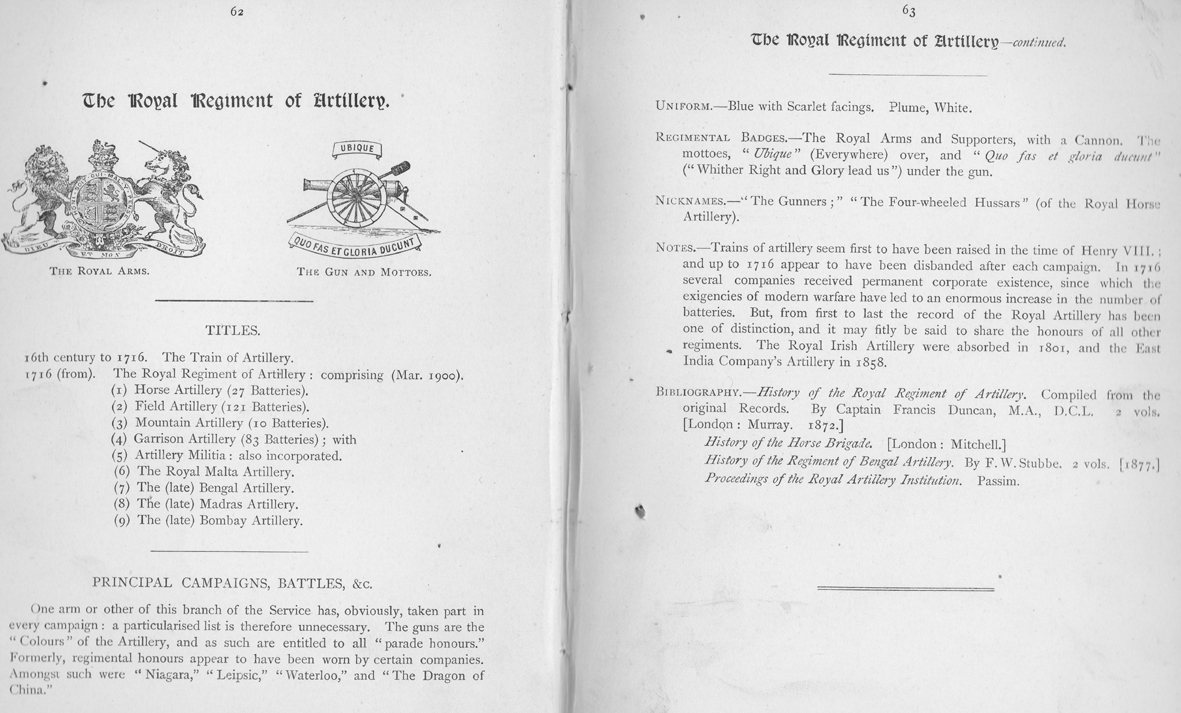 62
The Royal Regiment of Artillery.
UBIQUE
DIEU ET MON DROIT
QUO FAS ET GLORIA DUCUNT
THE ROYAL ARMS.
THE GUN AND MOTTOES.
TITLES.
16th century to 1716. The Train of Artillery.
1716 (from). The Royal Regiment of Artillery : comprising (Mar. 1900).
(1) Horse Artillery (27 Batteries).
(2) Field Artillery (121 Batteries).
(3) Mountain Artillery (10 Batteries).
(4) Garrison Artillery (83 Batteries) ; with
(5) Artillery Militia : also incorporated.
(6) The Royal Malta Artillery.
(7) The (late) Bengal Artillery.
(8) The (late) Madras Artillery.
(9) The (late) Bombay Artillery.
PRINCIPAL CAMPAIGNS, BATTLES, &c.
One arm or other of this branch of the Service has, obviously, taken part in
every campaign : a particularised list is therefore unnecessary. The guns are the
“ Colours ” of the Artillery, and as such are entitled to all “ parade honours.”
Formerly, regimental honours appear to have been worn by certain companies.
Amongst such were “ Niagara,” “ Leipsic,” “ Waterloo,” and “ The Dragon of
China.”
63
The Royal Regiment of Artillery—continued.
UNIFORM.—Blue with Scarlet facings. Plume, White.
REGIMENTAL BADGES.—The Royal Arms and Supporters, with a Cannon. The
mottoes, “ Ubique ” (Everywhere) over, and “ Quo fas et gloria ducunt ”
(“ Whither Right and Glory lead us ”) under the gun.
NICKNAMES.—“ The Gunners ; ” “ The Four-wheeled Hussars ” (of the Royal Horse
Artillery).
NOTES.—Trains of artillery seem first to have been raised in the time of Henry VIII. ;
and up to 1716 appear to have been disbanded after each campaign. In 1716
several companies received permanent corporate existence, since which the
exigencies of modern warfare have led to an enormous increase in the number of
batteries. But, from first to last the record of the Royal Artillery has been
one of distinction, and it may fitly be said to share the honours of all other
regiments. The Royal Irish Artillery were absorbed in 1801, and the East
India Company’s Artillery in 1858.
BIBLIOGRAPHY.—History of the Royal Regiment of Artillery. Compiled from the
original Records. By Captain Francis Duncan, M.A., D.C.L. 2 vols.
[London : Murray. 1872.]
History of the Horse Brigade. [London : Mitchell.]
History of the Regiment of Bengal Artillery. By F. W. Stubbe. 2 vols. [1877.]
Proceedings of the Royal Artillery Institution. Passim.